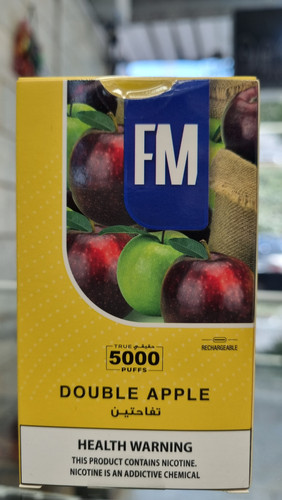 FM
TRUE حقيقي
5000
PUFFS
RECHARGEABLE
DOUBLE APPLE
تفاحتين
HEALTH WARNING
THIS PRODUCT CONTAINS NICOTINE.
NICOTINE IS AN ADDICTIVE CHEMICAL